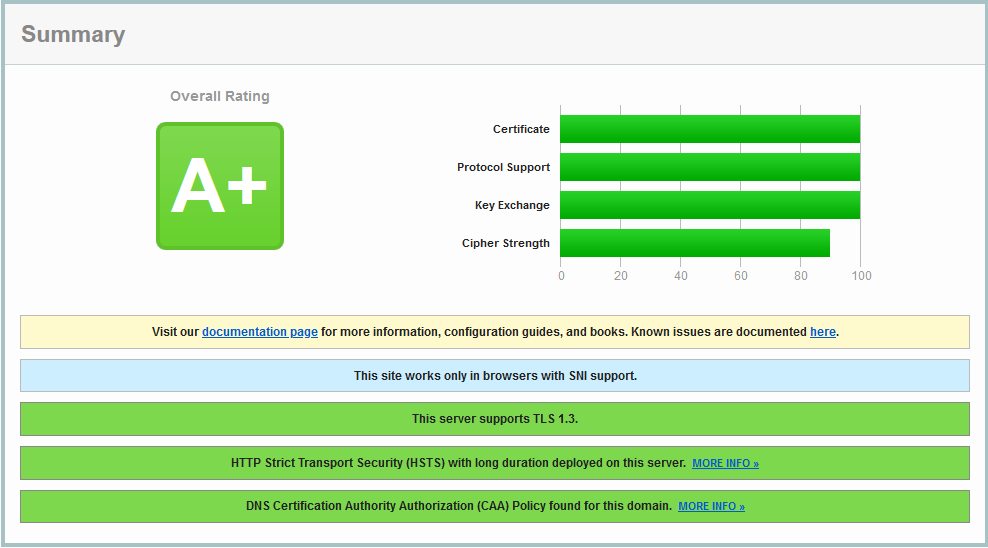 Summary
Overall Rating
A+
Certificate
Protocol Support
Key Exchange
Cipher Strength
0 20 40 60 80 100
Visit our documentation page for more information, configuration guides, and books. Known issues are documented here.
This site works only in browsers with SNI support.
This server supports TLS 1.3.
HTTP Strict Transport Security (HSTS) with long duration deployed on this server. MORE INFO »
DNS Certification Authority Authorization (CAA) Policy found for this domain. MORE INFO »